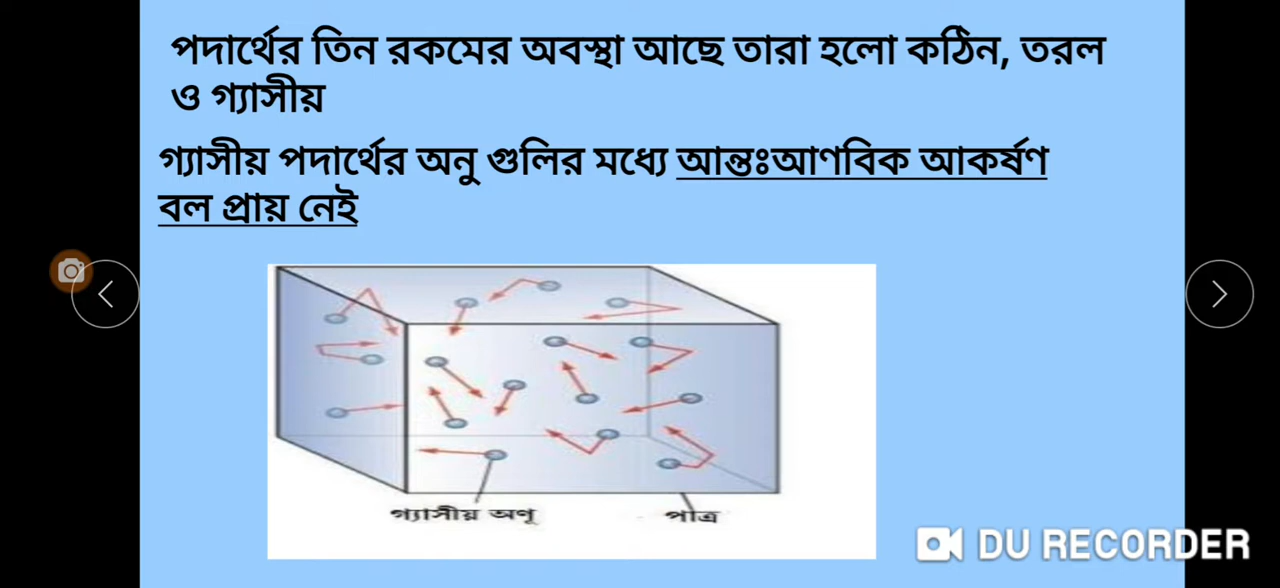 পদার্থের তিন রকমের অবস্থা আছে তারা হলো কঠিন, তরল
ও গ্যাসীয়
গ্যাসীয় পদার্থের অনু গুলির মধ্যে আন্তঃআণবিক আকর্ষণ
বল প্রায় নেই
গ্যাসীয় অণু
পাত্র
DU RECORDER